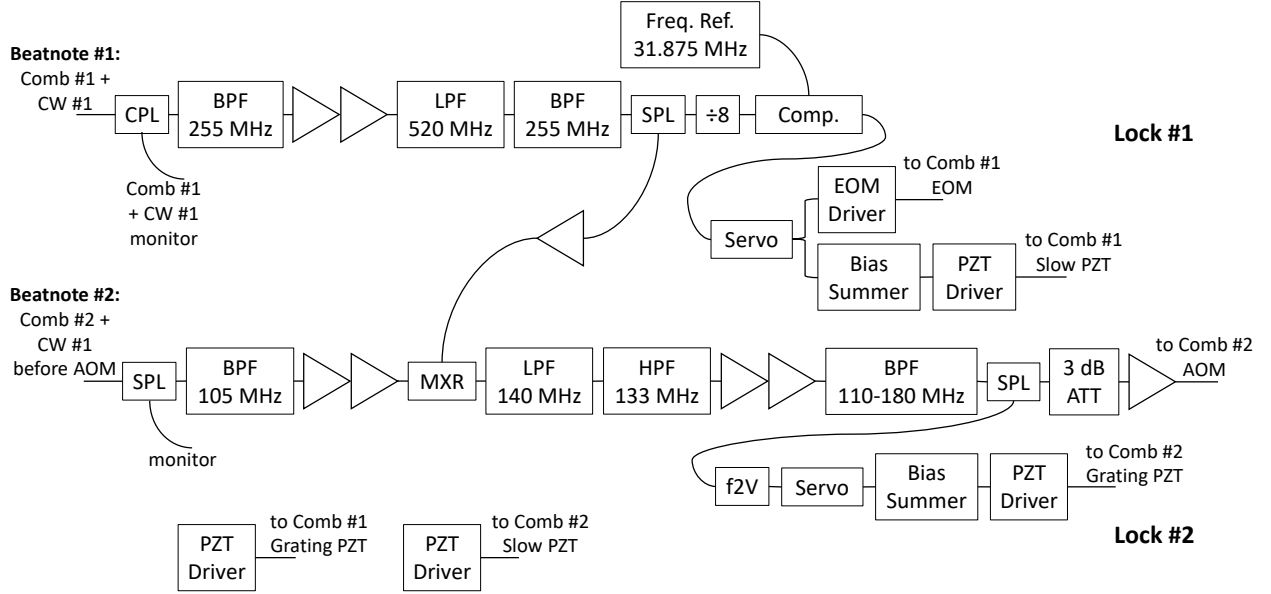 Freq. Ref.
31.875 MHz
Beatnote #1:
Comb #1 +
CW #1
CPL
BPF
255 MHz
LPF
520 MHz
BPF
255 MHz
SPL
÷8
Comp.
Lock #1
Comb #1
+ CW #1
monitor
Servo
EOM
Driver
to Comb #1
EOM
Bias
Summer
PZT
Driver
to Comb #1
Slow PZT
Beatnote #2:
Comb #2 +
CW #1
before AOM
SPL
BPF
105 MHz
MXR
LPF
140 MHz
HPF
133 MHz
BPF
110-180 MHz
SPL
3 dB
ATT
to Comb #2
AOM
monitor
f2V
Servo
Bias
Summer
PZT
Driver
to Comb #2
Grating PZT
Lock #2
PZT
Driver
to Comb #1
Grating PZT
PZT
Driver
to Comb #2
Slow PZT